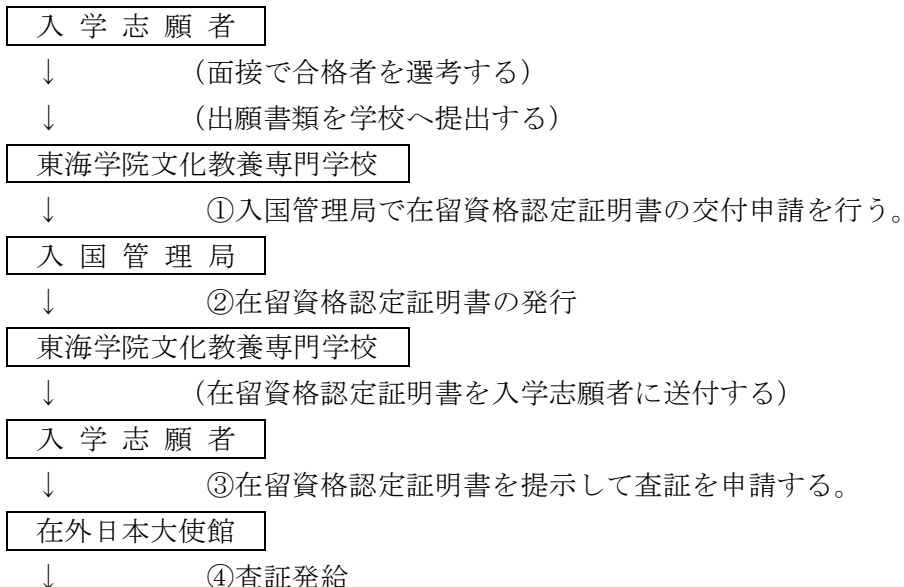 入 学 志 願 者
↓ （面接で合格者を選考する）
↓ （出願書類を学校へ提出する）
東海学院文化教養専門学校
↓ ①入国管理局で在留資格認定証明書の交付申請を行う。
入 国 管 理 局
↓ ②在留資格認定証明書の発行
東海学院文化教養専門学校
↓ （在留資格認定証明書を入学志願者に送付する）
入 学 志 願 者
↓ ③在留資格認定証明書を提示して査証を申請する。
在外日本大使館
↓ ④査証発給